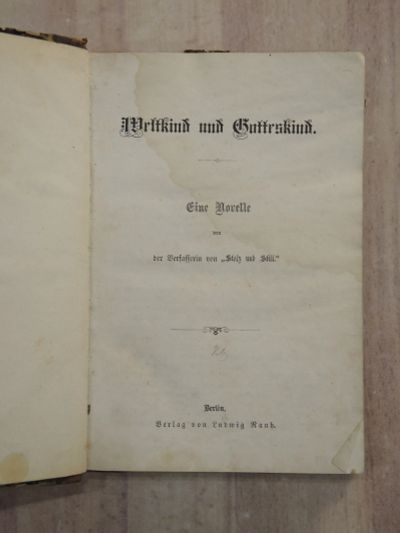 Weltkind und Gotteskind.
Eine Novelle
von
der Verfasserin von „Stolz und Still.“
Berlin.
Verlag von Ludwig Rauh.